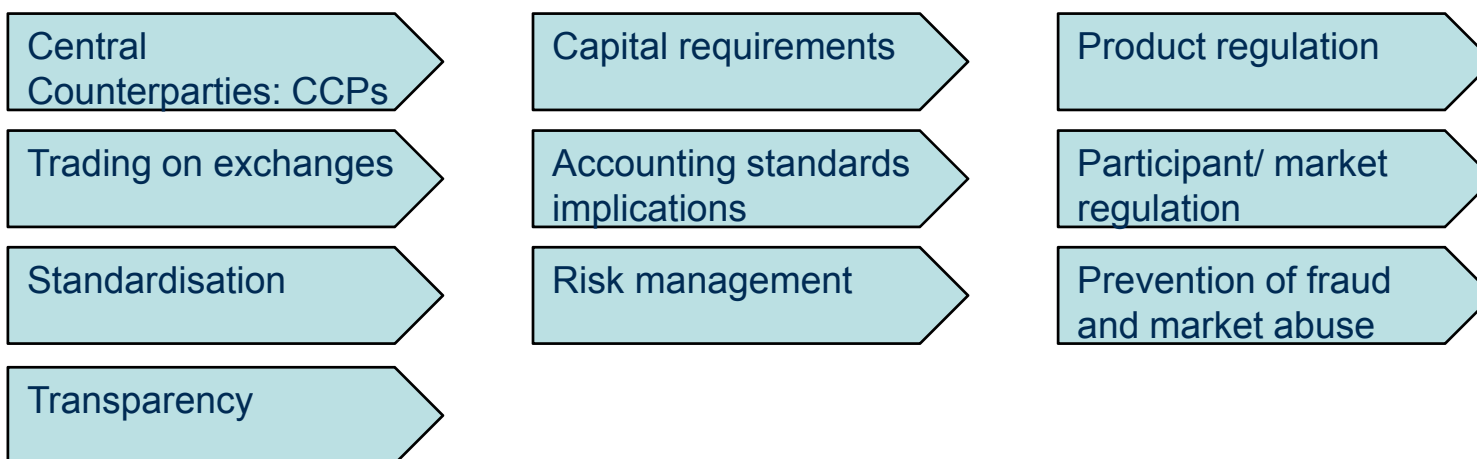 Central
Counterparties: CCPs
Trading on exchanges
Standardisation
Transparency
Capital requirements
Accounting standards
implications
Risk management
Product regulation
Participant/ market
regulation
Prevention of fraud
and market abuse